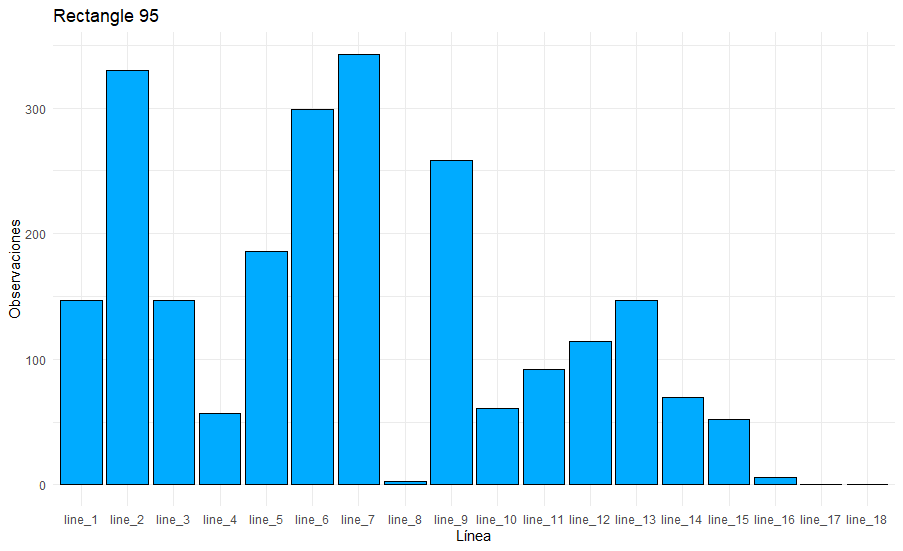 Rectangle 95
Observaciones
300
200
100
0
line_1 line_2 line_3 line_4 line_5 line_6 line_7 line_8 line_9 line_10 line_11 line_12 line_13 line_14 line_15 line_16 line_17 line_18
Línea